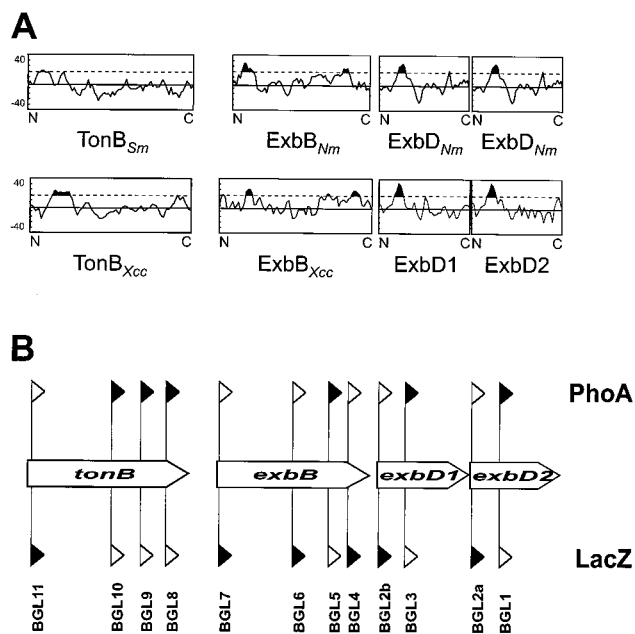 A
40
-40
N C N C N C N C
TonBSm ExbBNm ExbDNm ExbDNm
40
-40
N C N C N C N C
TonBXcc ExbBXcc ExbD1 ExbD2
B
PhoA
tonB exbB exbD1 exbD2
LacZ
BGL11 BGL10 BGL9 BGL8 BGL7 BGL6 BGL5 BGL4 BGL2b BGL3 BGL2a BGL1